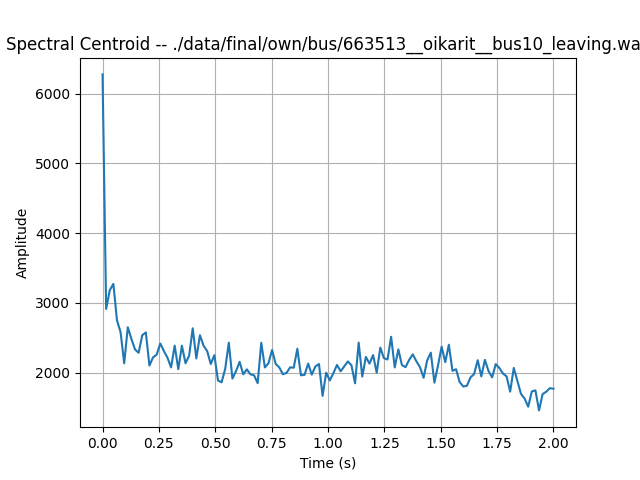 Spectral Centroid -- ./data/final/own/bus/663513__oikarit__bus10_leaving.wa
6000
5000
4000
3000
2000
Amplitude
0.00 0.25 0.50 0.75 1.00 1.25 1.50 1.75 2.00
Time (s)